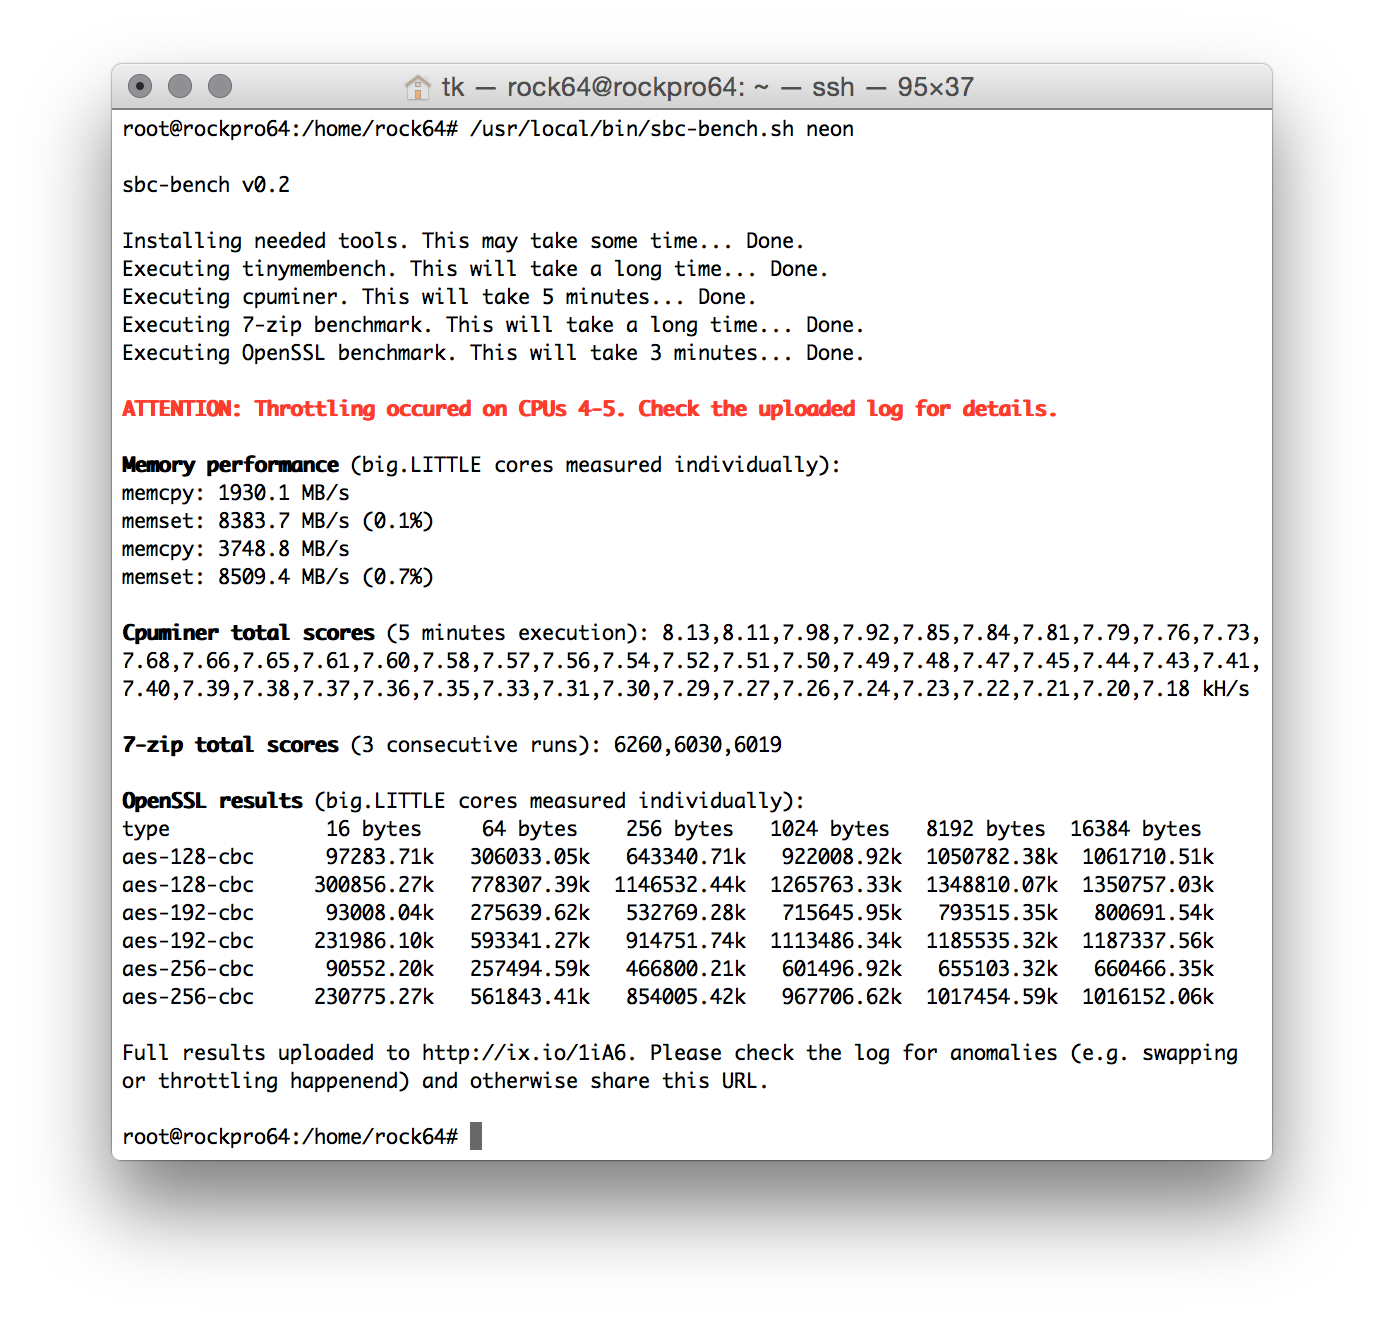 tk — rock64@rockpro64: ~ — ssh — 95×37
root@rockpro64:/home/rock64# /usr/local/bin/sbc-bench.sh neon
sbc-bench v0.2
Installing needed tools. This may take some time... Done.
Executing tinymembench. This will take a long time... Done.
Executing cpuminer. This will take 5 minutes... Done.
Executing 7-zip benchmark. This will take a long time... Done.
Executing OpenSSL benchmark. This will take 3 minutes... Done.
ATTENTION: Throttling occured on CPUs 4-5. Check the uploaded log for details.
Memory performance (big.LITTLE cores measured individually):
memcpy: 1930.1 MB/s
memset: 8383.7 MB/s (0.1%)
memcpy: 3748.8 MB/s
memset: 8509.4 MB/s (0.7%)
Cpuminer total scores (5 minutes execution): 8.13,8.11,7.98,7.92,7.85,7.84,7.81,7.79,7.76,7.73,
7.68,7.66,7.65,7.61,7.60,7.58,7.57,7.56,7.54,7.52,7.51,7.50,7.49,7.48,7.47,7.45,7.44,7.43,7.41,
7.40,7.39,7.38,7.37,7.36,7.35,7.33,7.31,7.30,7.29,7.27,7.26,7.24,7.23,7.22,7.21,7.20,7.18 kH/s
7-zip total scores (3 consecutive runs): 6260,6030,6019
OpenSSL results (big.LITTLE cores measured individually):
type             16 bytes     64 bytes    256 bytes   1024 bytes   8192 bytes  16384 bytes
aes-128-cbc      97283.71k   306033.05k   643340.71k   922008.92k  1050782.38k  1061710.51k
aes-128-cbc     300856.27k   778307.39k  1146532.44k  1265763.33k  1348810.07k  1350757.03k
aes-192-cbc      93008.04k   275639.62k   532769.28k   715645.95k   793515.35k   800691.54k
aes-192-cbc     231986.10k   593341.27k   914751.74k  1113486.34k  1185535.32k  1187337.56k
aes-256-cbc      90552.20k   257494.59k   466800.21k   601496.92k   655103.32k   660466.35k
aes-256-cbc     230775.27k   561843.41k   854005.42k   967706.62k  1017454.59k  1016152.06k
Full results uploaded to http://ix.io/1iA6. Please check the log for anomalies (e.g. swapping
or throttling happenend) and otherwise share this URL.
root@rockpro64:/home/rock64#